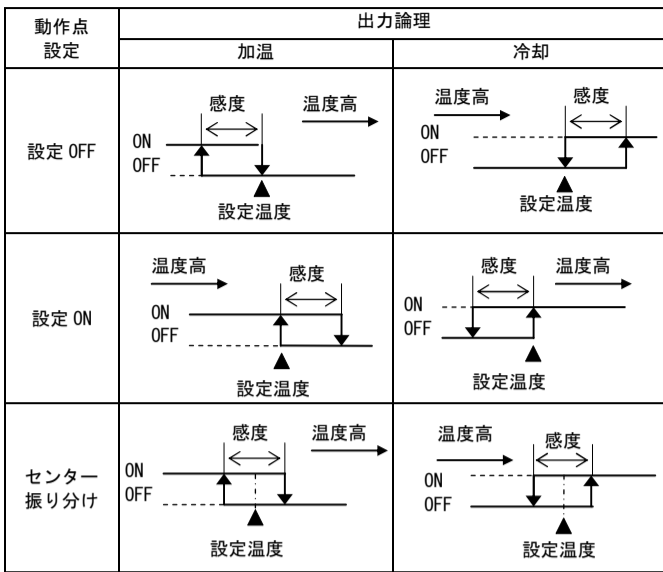 動作点
設定
出力論理
加温
冷却
設定 OFF
感度
温度高
ON
OFF
設定温度
温度高
感度
ON
OFF
設定温度
設定 ON
温度高
感度
ON
OFF
設定温度
感度
温度高
ON
OFF
設定温度
センター
振り分け
感度
温度高
ON
OFF
設定温度
温度高
感度
ON
OFF
設定温度